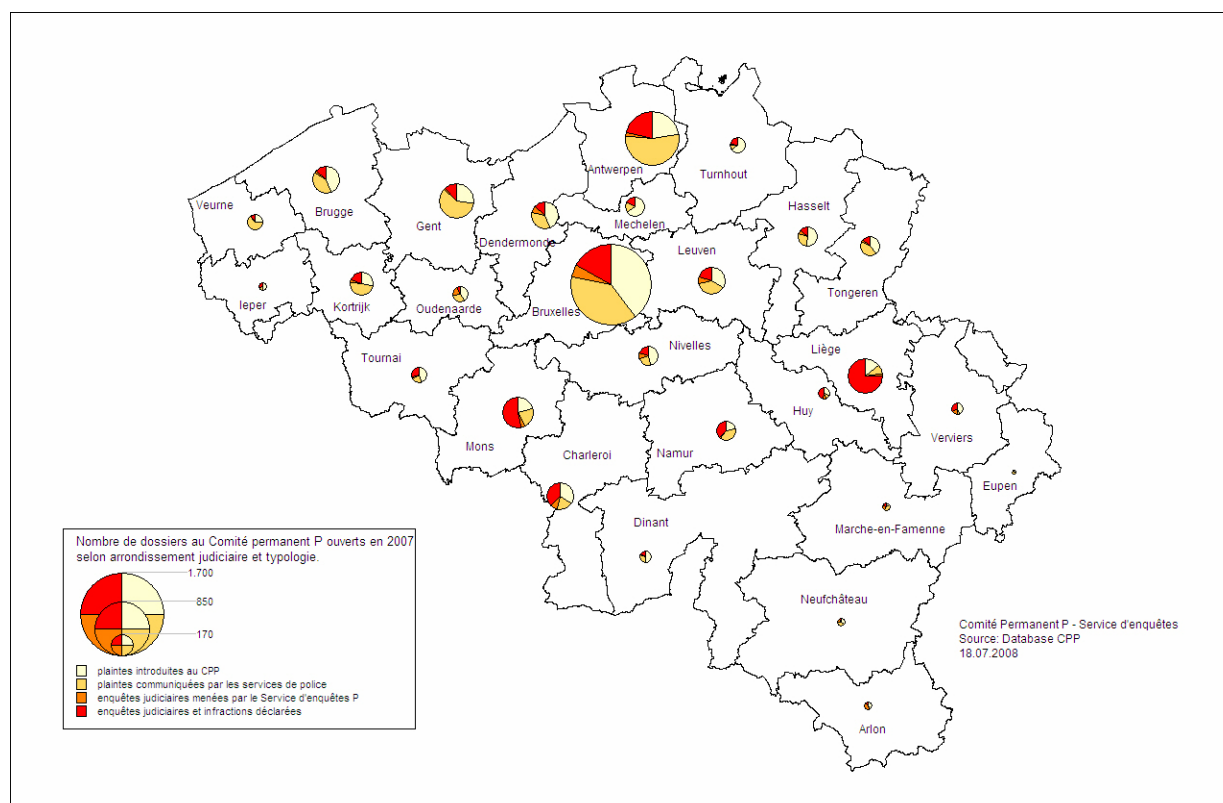 Antwerpen
Turnhout
Veurne
Brugge
Gent
Dendermonde
Mechelen
Hasselt
Leuven
Tongeren
Ieper
Kortrijk
Oudenaarde
Bruxelles
Nivelles
Liège
Tournai
Huy
Mons
Charleroi
Namur
Verviers
Eupen
Dinant
Marche-en-Famenne
Neufchâteau
Arlon
Nombre de dossiers au Comité permanent P ouverts en 2007
selon arrondissement judiciaire et typologie.
1.700
850
170
plaintes introduites au CPP
plaintes communiquées par les services de police
enquêtes judiciaires menées par le Service d'enquêtes P
enquêtes judiciaires et infractions déclarées
Comité Permanent P - Service d'enquêtes
Source: Database CPP
18.07.2008